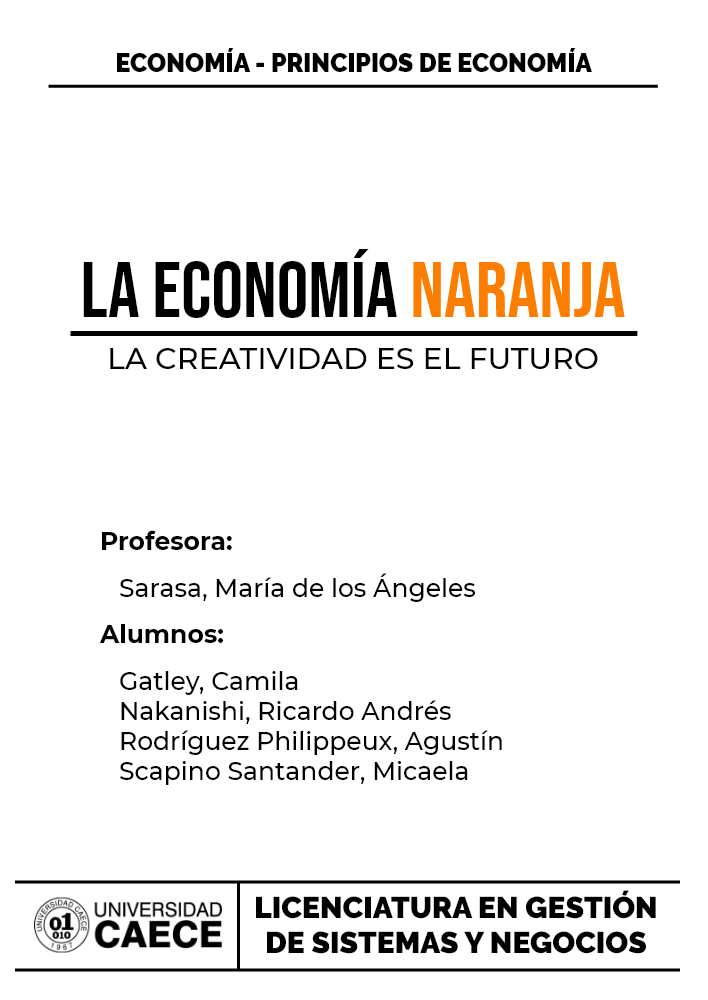 ECONOMÍA - PRINCIPIOS DE ECONOMÍA
LA ECONOMÍA NARANJA
LA CREATIVIDAD ES EL FUTURO
Profesora:
Sarasa, María de los Ángeles
Alumnos:
Gatley, Camila
Nakanishi, Ricardo Andrés
Rodríguez Philippeux, Agustín
Scapino Santander, Micaela
UNIVERSIDAD CAECE
01
010
1967
UNIVERSIDAD
CAECE
LICENCIATURA EN GESTIÓN
DE SISTEMAS Y NEGOCIOS